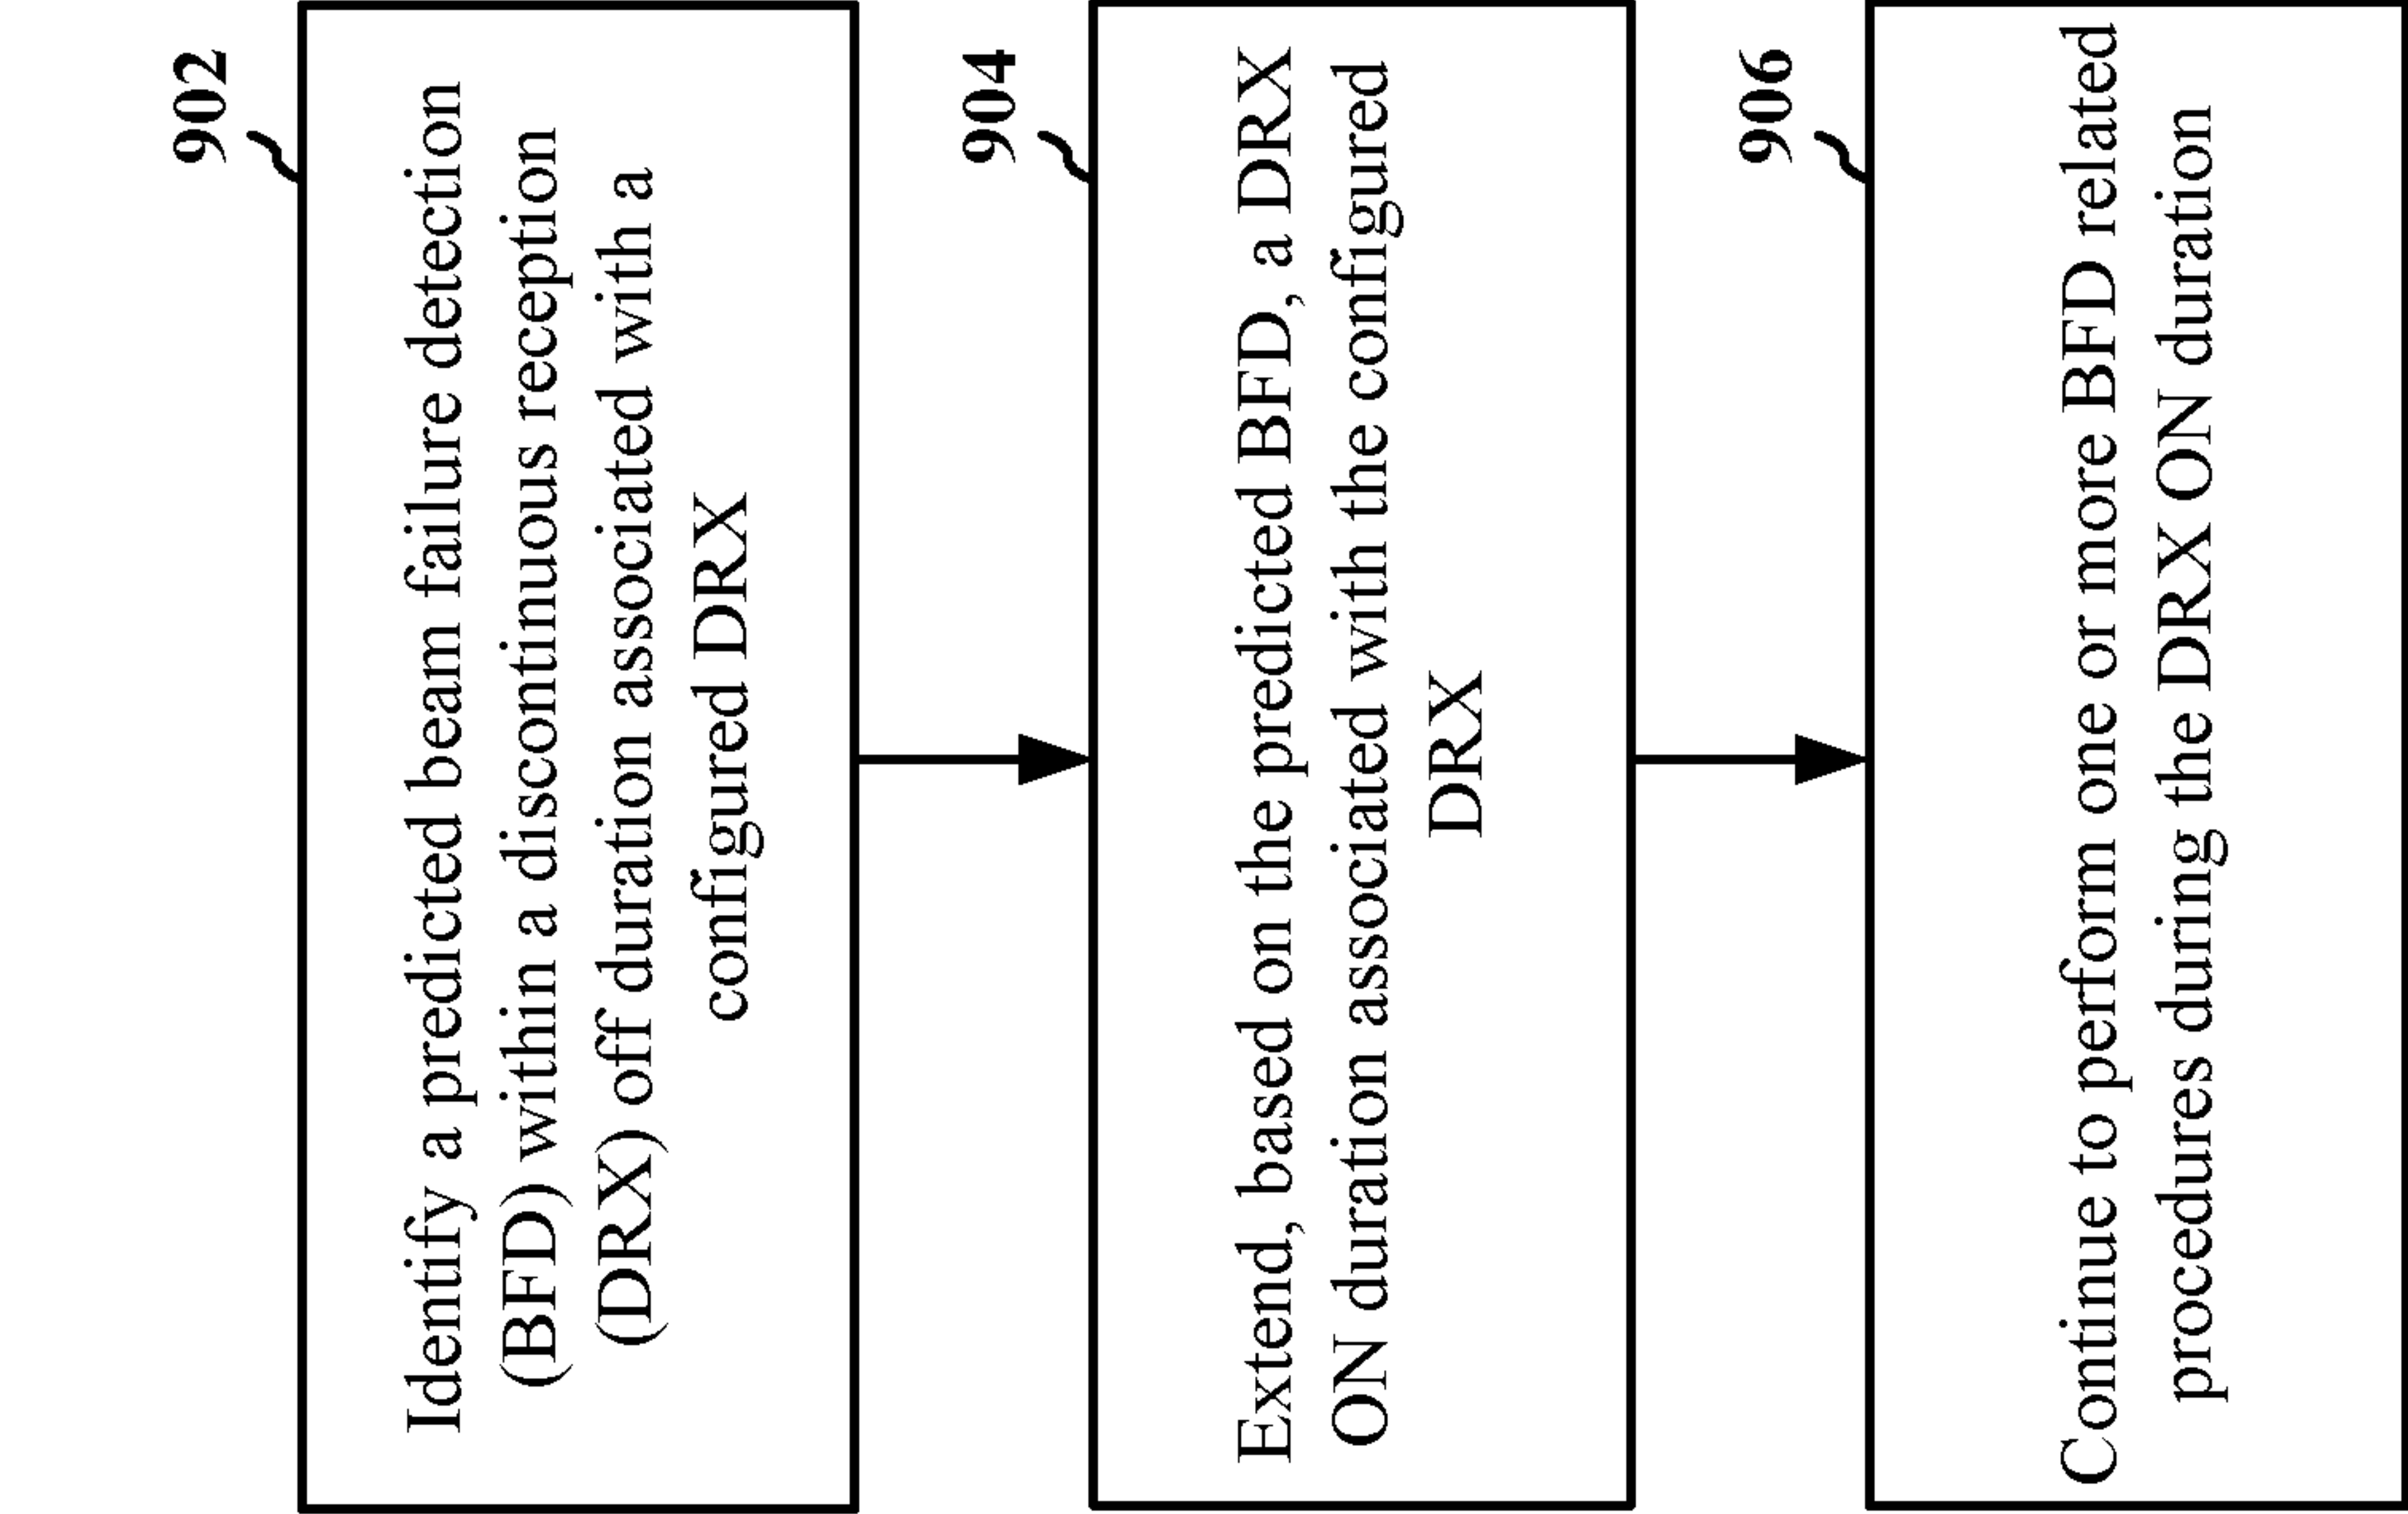 902
Identify a predicted beam failure detection
(BFD) within a discontinuous reception
(DRX) off duration associated with a
configured DRX
904
Extend, based on the predicted BFD, a DRX
ON duration associated with the configured
DRX
906
Continue to perform one or more BFD related
procedures during the DRX ON duration